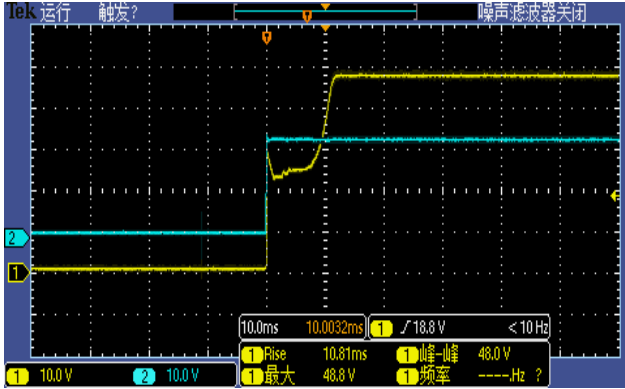 Tek 运行 触发? 噪声滤波器关闭
2
1
10.0ms 10.0032ms 1 18.8 V < 10 Hz
1 Rise 10.81ms 1 峰-峰 48.0 V
1 10.0 V 2 10.0 V 1 最大 48.8 V 1 频率 ----Hz ?